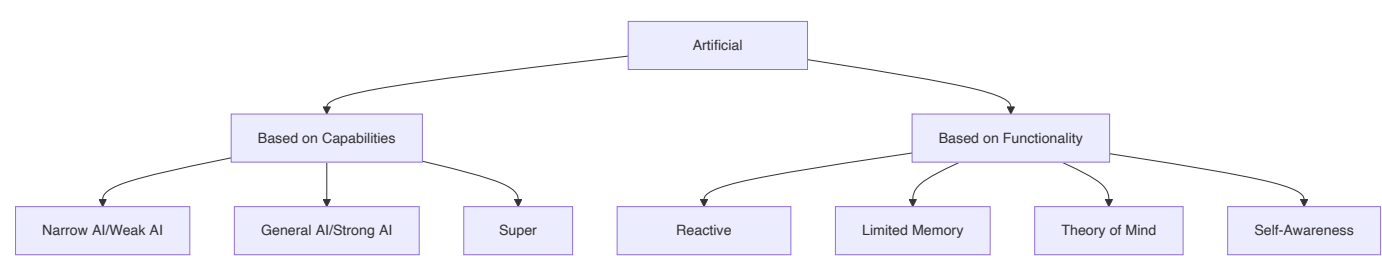 Artificial
Based on Capabilities
Based on Functionality
Narrow AI/Weak AI
General AI/Strong AI
Super
Reactive
Limited Memory
Theory of Mind
Self-Awareness